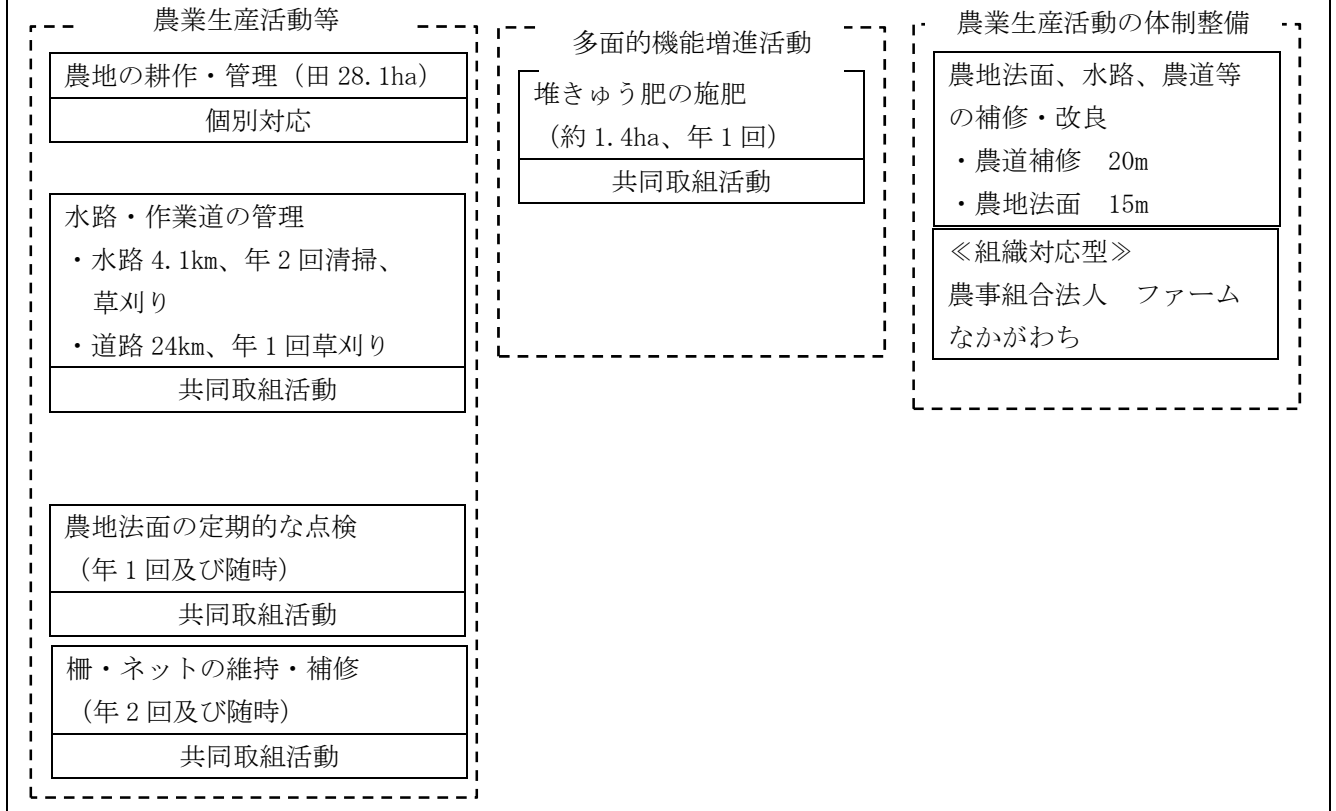 農業生産活動等
農地の耕作・管理（田 28.1ha）
個別対応
水路・作業道の管理
・水路 4.1km、年 2 回清掃、
草刈り
・道路 24km、年 1 回草刈り
共同取組活動
農地法面の定期的な点検
（年 1 回及び随時）
共同取組活動
柵・ネットの維持・補修
（年 2 回及び随時）
共同取組活動
多面的機能増進活動
堆きゅう肥の施肥
（約 1.4ha、年 1 回）
共同取組活動
農業生産活動の体制整備
農地法面、水路、農道等
の補修・改良
・農道補修　20m
・農地法面　15m
≪組織対応型≫
農事組合法人　ファーム
なかがわち